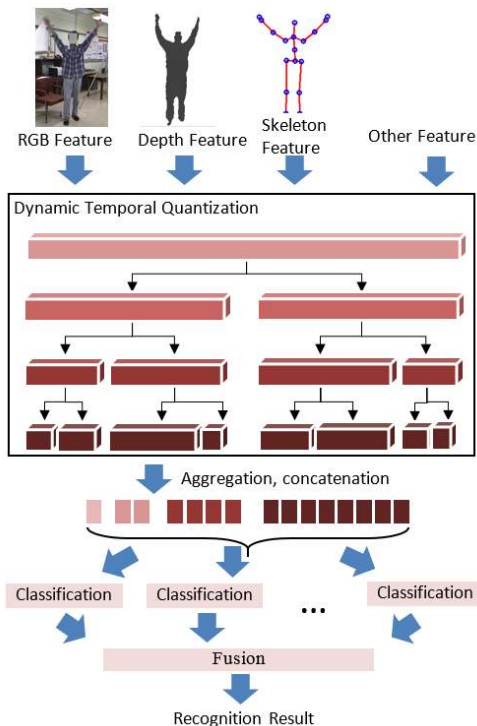 RGB Feature
Depth Feature
Skeleton
Feature
Other Feature
Dynamic Temporal Quantization
Aggregation, concatenation
Classification
Classification
...
Classification
Fusion
Recognition Result